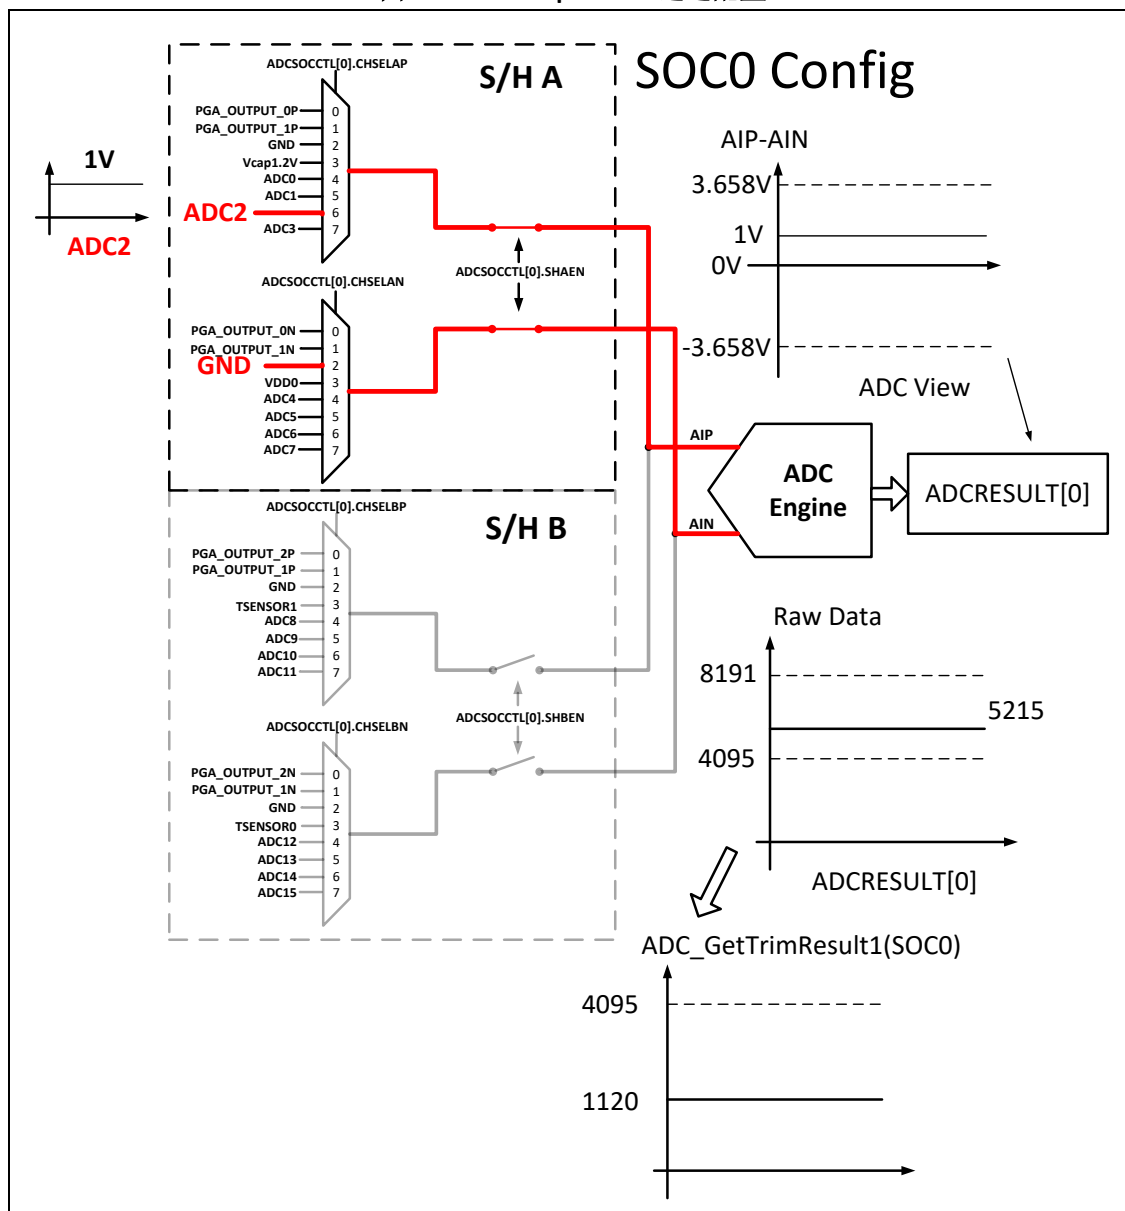 SOC0 Config
S/H A
ADCSOCCTL[0].CHSELAP
PGA_OUTPUT_0P 0
PGA_OUTPUT_1P 1
GND 2
Vcap1.2V 3
ADC0 4
ADC1 5
ADC2 6
ADC3 7
1V
ADC2
ADCSOCCTL[0].SHAEN
ADCSOCCTL[0].CHSELAN
PGA_OUTPUT_0N 0
PGA_OUTPUT_1N 1
GND 2
VDD0 3
ADC4 4
ADC5 5
ADC6 6
ADC7 7
AIP-AIN
3.658V
1V
0V
-3.658V
ADC View
AIP
AIN
ADC
Engine
ADCRESULT[0]
S/H B
ADCSOCCTL[0].CHSELBP
PGA_OUTPUT_2P 0
PGA_OUTPUT_1P 1
GND 2
TSENSOR1 3
ADC8 4
ADC9 5
ADC10 6
ADC11 7
ADCSOCCTL[0].SHBEN
ADCSOCCTL[0].CHSELBN
PGA_OUTPUT_2N 0
PGA_OUTPUT_1N 1
GND 2
TSENSOR0 3
ADC12 4
ADC13 5
ADC14 6
ADC15 7
Raw Data
8191
5215
4095
ADCRESULT[0]
ADC_GetTrimResult1(SOC0)
4095
1120